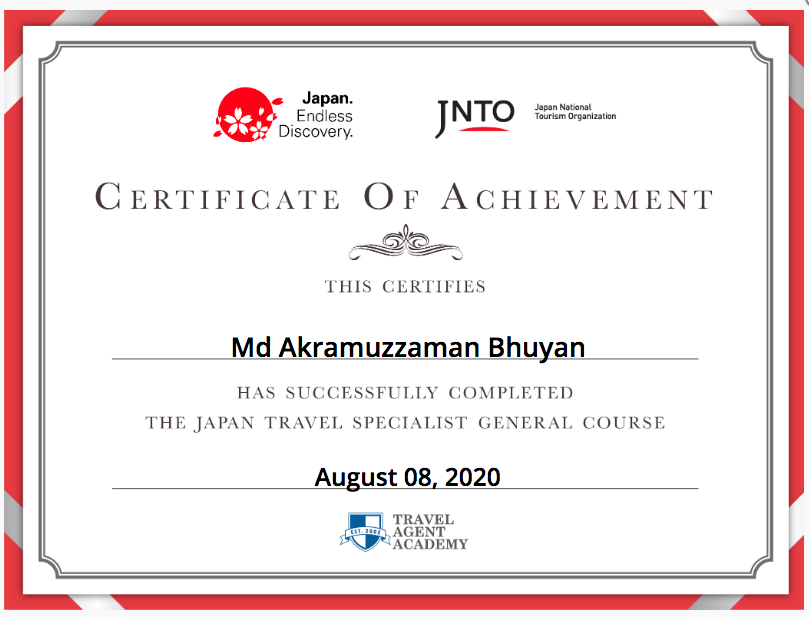 Japan.
Endless
Discovery.
JNTO
Japan National
Tourism Organization
CERTIFICATE OF ACHIEVEMENT
THIS CERTIFIES
Md Akramuzzaman Bhuyan
HAS SUCCESSFULLY COMPLETED
THE JAPAN TRAVEL SPECIALIST GENERAL COURSE
August 08, 2020
EST. 2003
TRAVEL
AGENT
ACADEMY